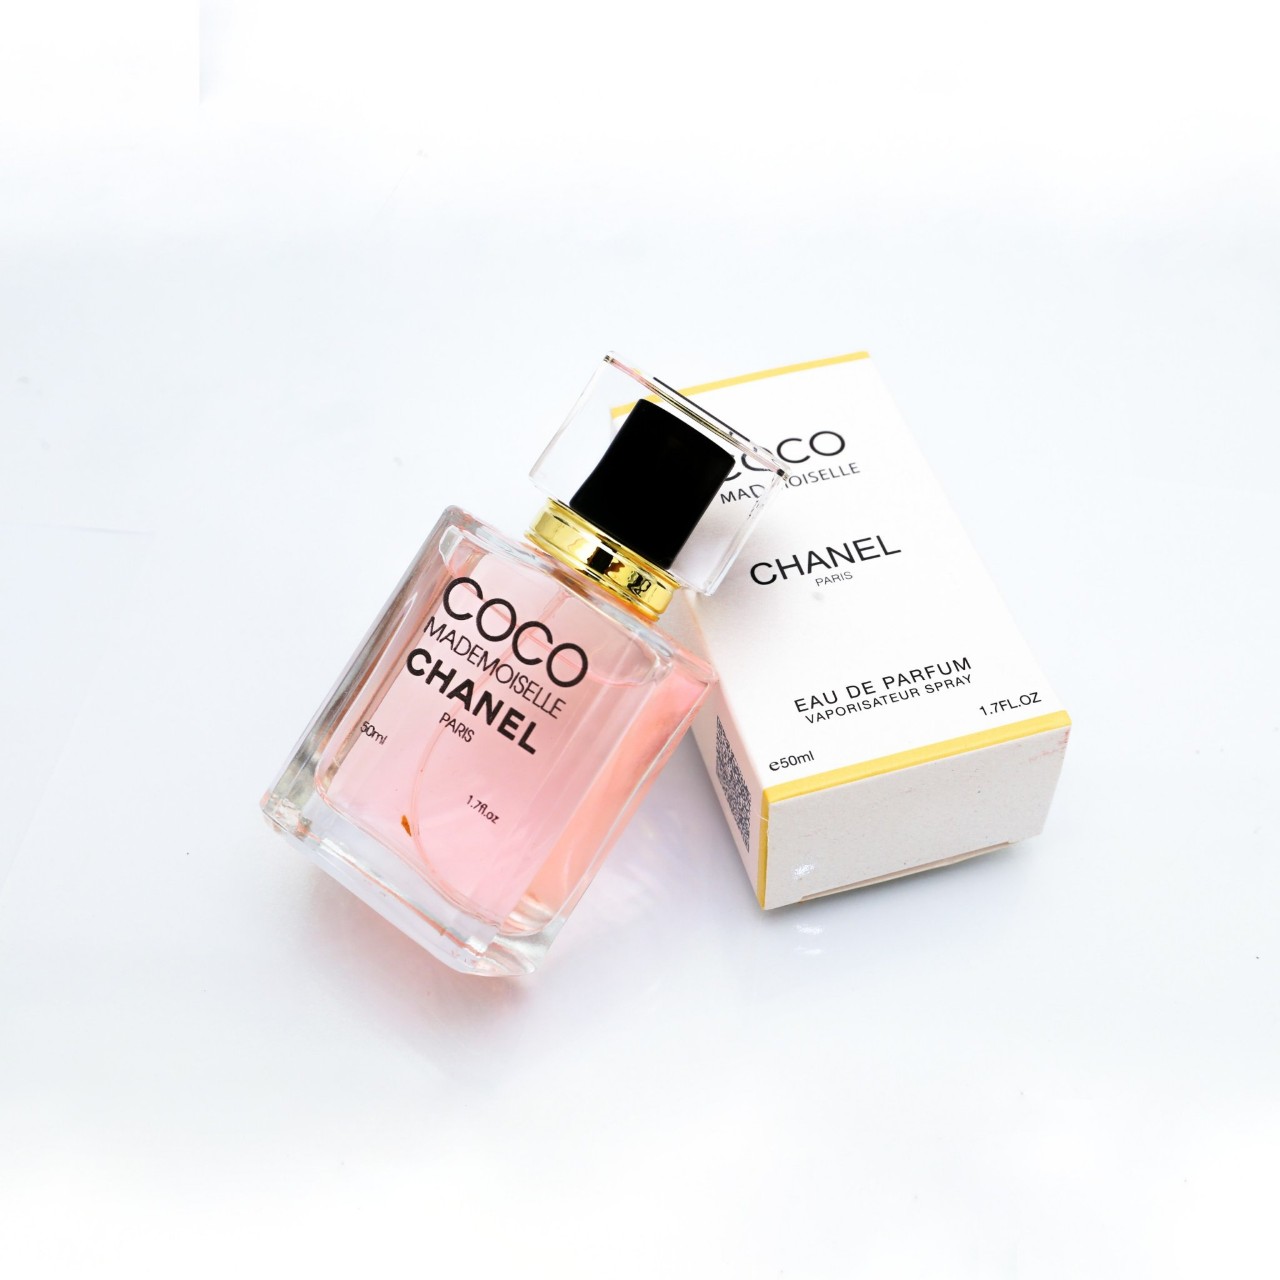 COCO
MADEMOISELLE
CHANEL
PARIS
50ml
1.7fl.oz
COCO
MADEMOISELLE
CHANEL
PARIS
EAU DE PARFUM
VAPORISATEUR SPRAY
1.7FL.OZ
e50ml